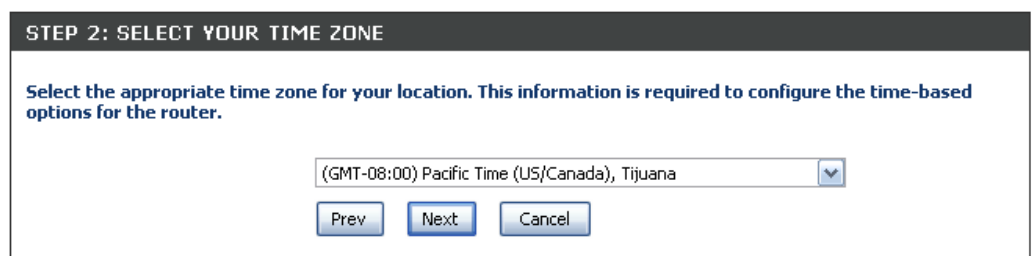 STEP 2: SELECT YOUR TIME ZONE
Select the appropriate time zone for your location. This information is required to configure the time-based
options for the router.
(GMT-08:00) Pacific Time (US/Canada), Tijuana
Prev Next Cancel